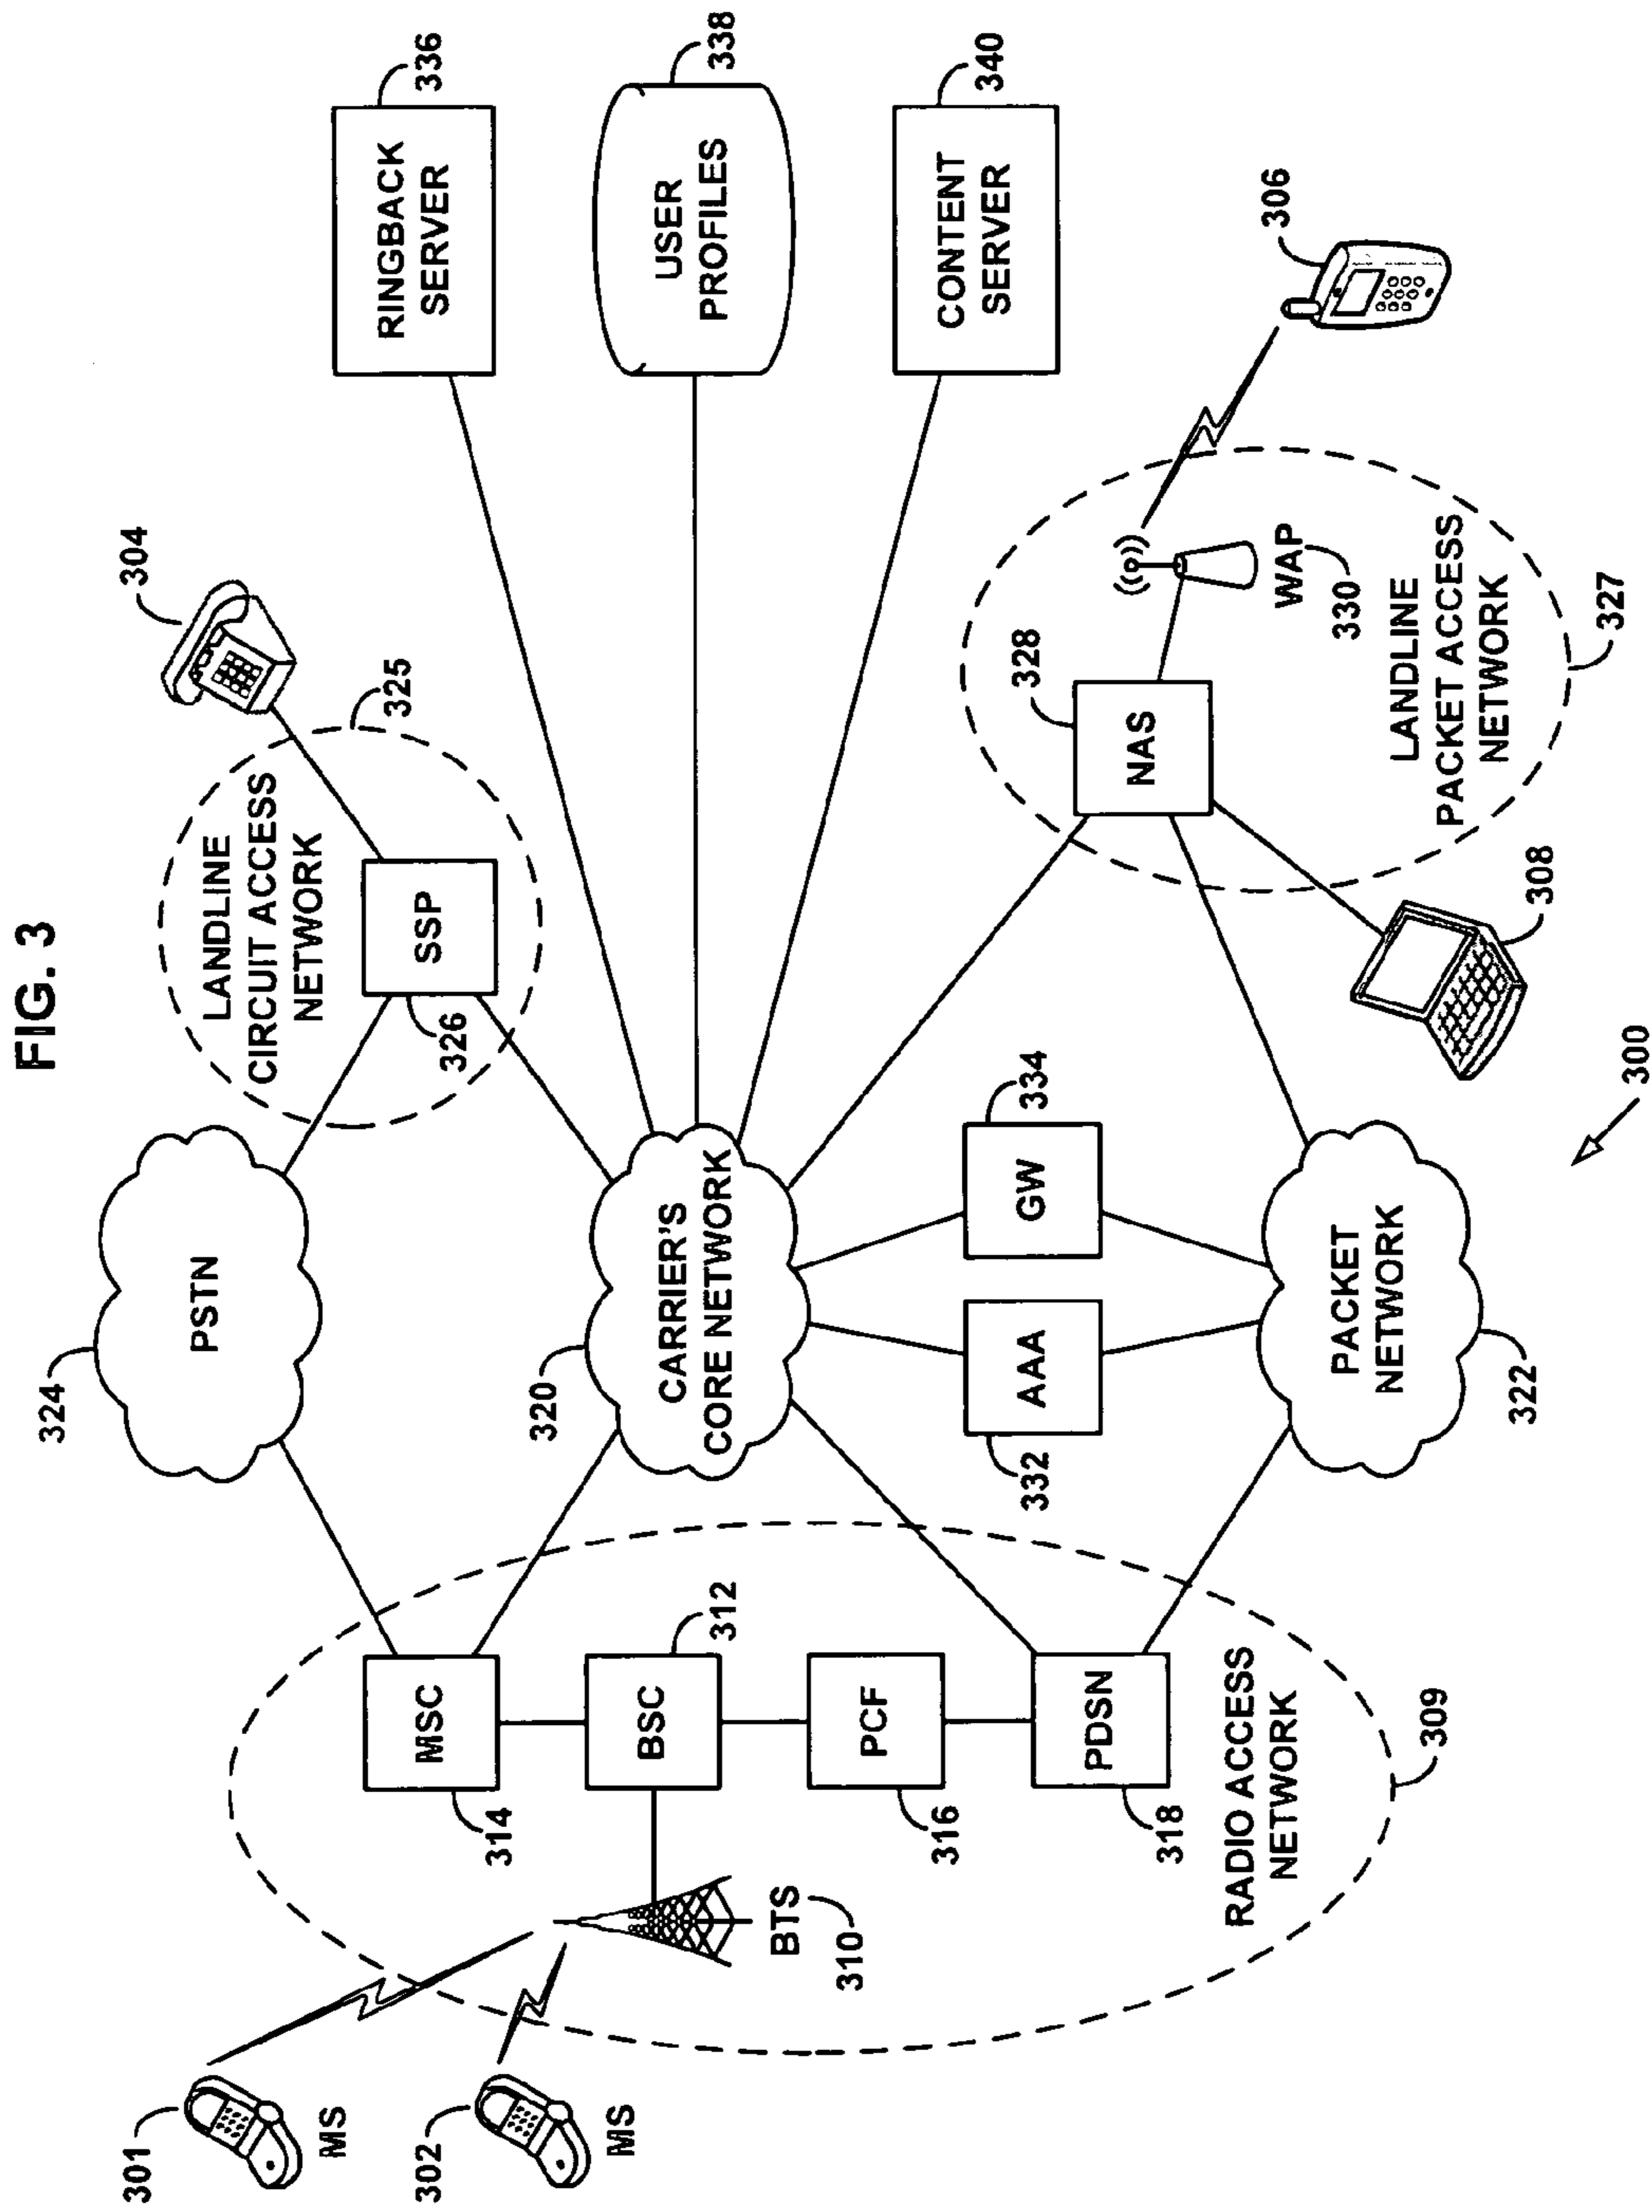 FIG. 3
301
MS
302
MS
BTS
310
MSC
314
BSC
312
PCF
316
PDSN
318
RADIO ACCESS
NETWORK
309
324
PSTN
320
CARRIER'S
CORE NETWORK
AAA
332
GW
334
PACKET
NETWORK
322
300
LANDLINE
CIRCUIT ACCESS
NETWORK
325
SSP
326
304
NAS
328
WAP
330
LANDLINE
PACKET ACCESS
NETWORK
327
308
306
RINGBACK
SERVER
336
USER
PROFILES
338
CONTENT
SERVER
340